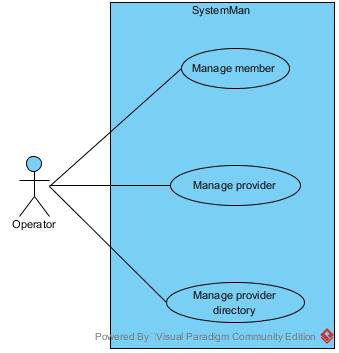 SystemMan
Manage member
Manage provider
Operator
Manage provider
directory
Powered By Visual Paradigm Community Edition